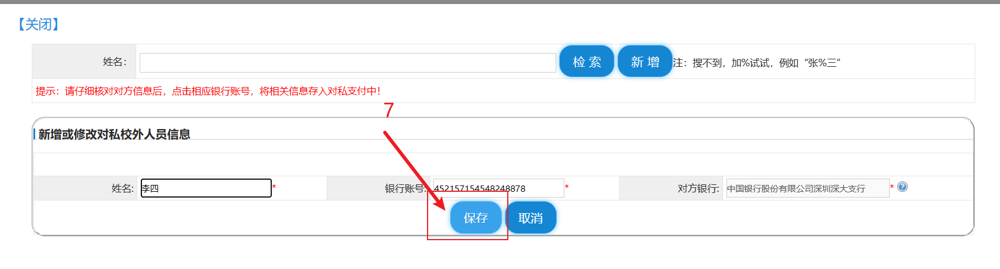 【关闭】
姓名： 检 索 新 增 注：搜不到，加%试试，例如“张%三”
提示：请仔细核对对方信息后，点击相应银行账号，将相关信息存入对私支付中！
7
新增或修改对私校外人员信息
姓名: 李四 * 银行账号: 452157154548248878 * 对方银行: 中国银行股份有限公司深圳深大支行 * ?
保存 取消